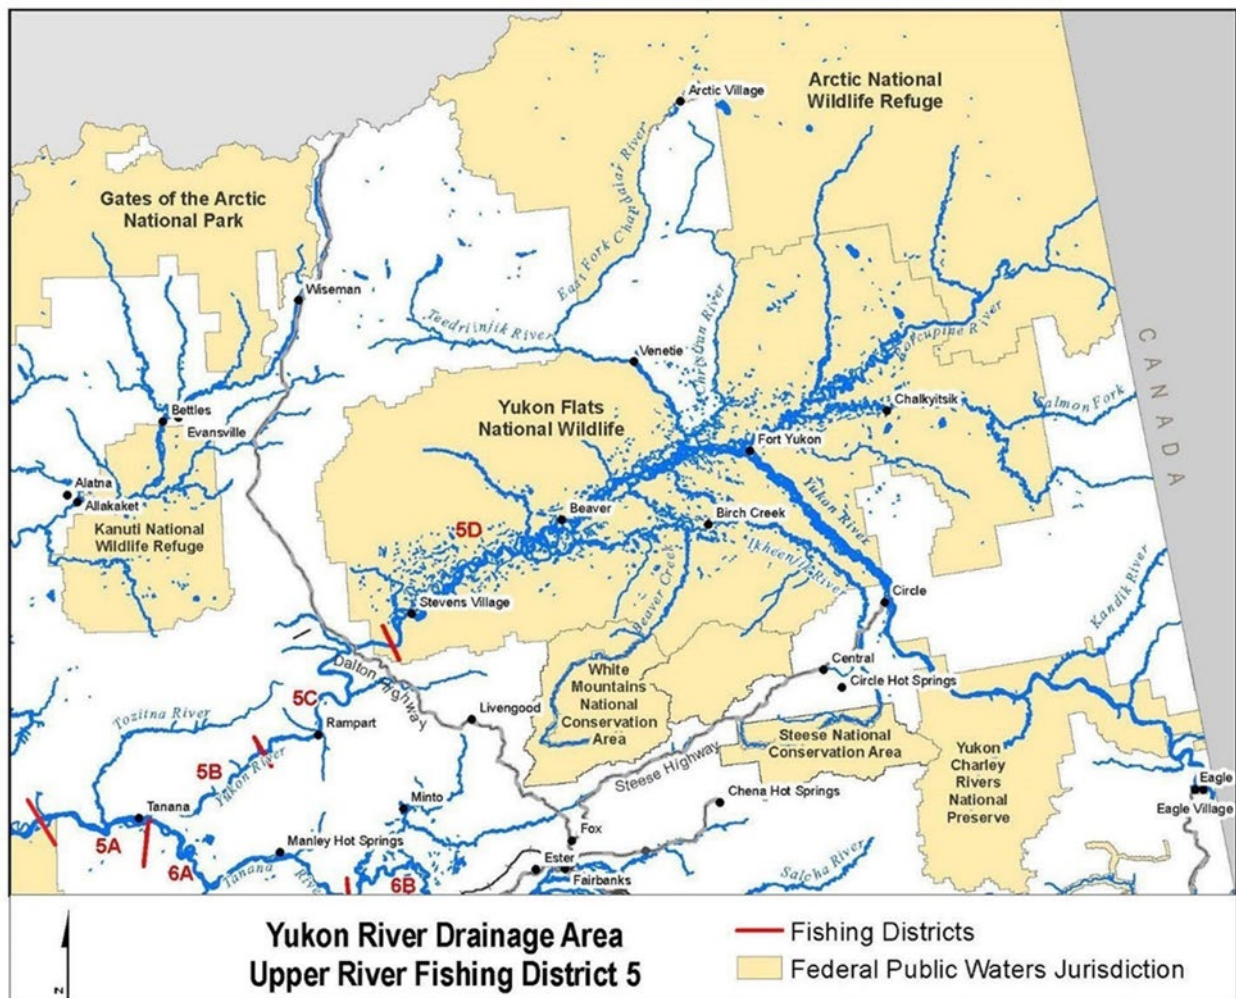 Arctic Village
Arctic National
Wildlife Refuge
Gates of the Arctic
National Park
East Fork Chandalar River
Wiseman
Teedriinjik River
Christian River
Porcupine River
Venetie
CANADA
Yukon Flats
National Wildlife
Chalkyitsik
Salmon Fork
Bettles
Evansville
Fort Yukon
Alatna
Allakaket
Yukon River
Beaver
Birch Creek
Kanuti National
Wildlife Refuge
5D
Ikheenjik River
Beaver Creek
Kandik River
Stevens Village
Circle
Dalton Highway
White
Mountains
National
Conservation
Area
Central
Circle Hot Springs
5C
Livengood
Tozitna River
Rampart
Steese National
Conservation Area
Yukon
Charley
Rivers
National
Preserve
5B
Yukon River
Steese Highway
Eagle
Eagle Village
Tanana
Minto
Chena Hot Springs
5A
Manley Hot Springs
Fox
6A
Tanana River
6B
Ester
Fairbanks
Salcha River
N
Yukon River Drainage Area
Upper River Fishing District 5
Fishing Districts
Federal Public Waters Jurisdiction